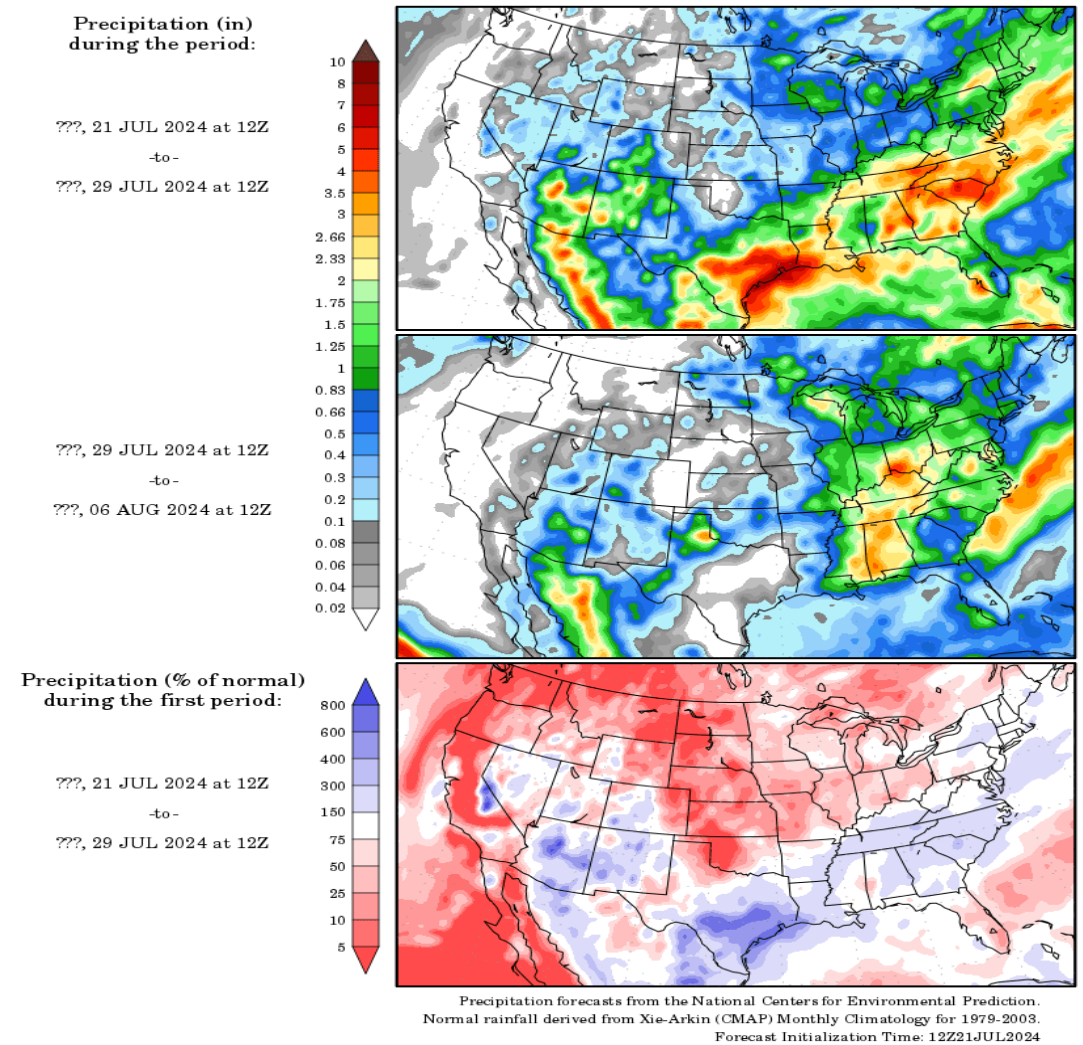 Precipitation (in)
during the period:
???, 21 JUL 2024 at 12Z
-to-
???, 29 JUL 2024 at 12Z
10
8
7
6
5
4
3.5
3
2.66
2.33
2
1.75
1.5
1.25
1
0.83
0.66
0.5
0.4
0.3
0.2
0.1
0.08
0.06
0.04
0.02
???, 29 JUL 2024 at 12Z
-to-
???, 06 AUG 2024 at 12Z
Precipitation (% of normal)
during the first period:
???, 21 JUL 2024 at 12Z
-to-
???, 29 JUL 2024 at 12Z
800
600
400
300
150
75
50
25
10
5
Precipitation forecasts from the National Centers for Environmental Prediction.
Normal rainfall derived from Xie-Arkin (CMAP) Monthly Climatology for 1979-2003.
Forecast Initialization Time: 12Z21JUL2024